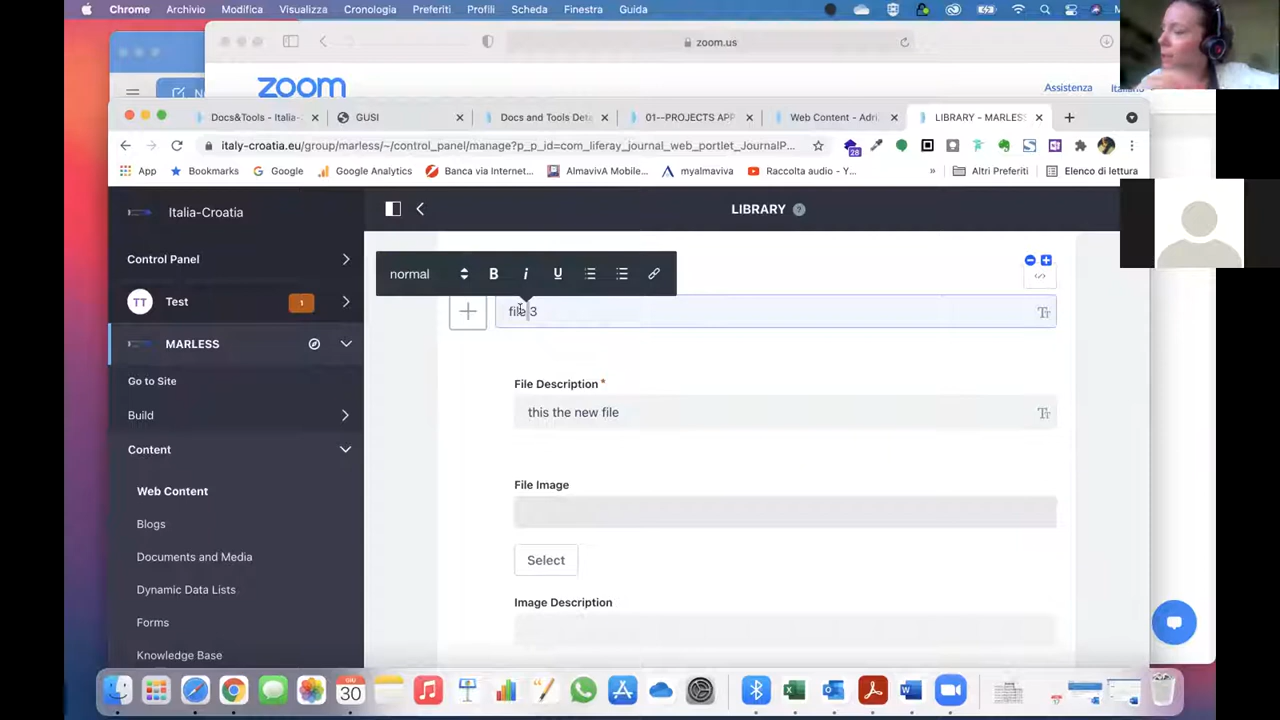 Chrome Archivio Modifica Visualizza Cronologia Preferiti Profili Scheda Finestra Guida
zoom.us
zoom
Assistenza
Docs&Tools - Italia-
GUSI
Docs and Tools Deta
01--PROJECTS APP
Web Content - Adri
LIBRARY - MARLESS
italy-croatia.eu/group/marless/~/control_panel/manage?p_p_id=com_liferay_journal_web_portlet_JournalP...
28
App Bookmarks Google Google Analytics Banca via Internet... AlmavivA Mobile... myalmaviva Raccolta audio - Y... » Altri Preferiti Elenco di lettura
Italia-Croatia
LIBRARY ?
Control Panel
normal B i U
TT Test 1
file 3
MARLESS
Go to Site
File Description *
Build
this the new file
Content
File Image
Web Content
Blogs
Documents and Media
Select
Dynamic Data Lists
Image Description
Forms
Knowledge Base
GIU
30